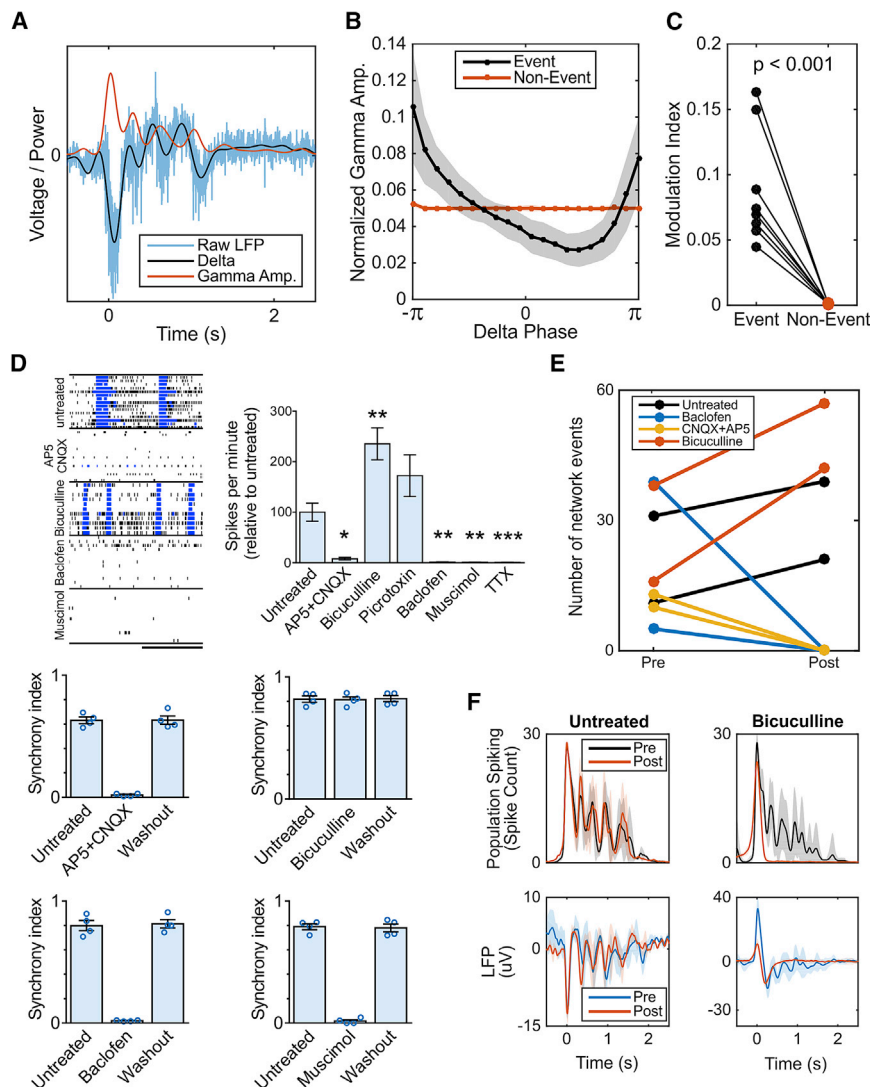 A
Voltage / Power
0
Raw LFP
Delta
Gamma Amp.
0
2
Time (s)
B
Normalized Gamma Amp.
0.14
0.12
0.1
0.08
0.06
0.04
0.02
0
Event
Non-Event
-π
0
π
Delta Phase
C
Modulation Index
0.2
0.15
0.1
0.05
0
p < 0.001
Event
Non-Event
D
untreated
AP5
CNQX
Bicuculline
Baclofen
Muscimol
Spikes per minute
(relative to untreated)
300
200
100
0
*
**
**
**
***
Untreated
AP5+CNQX
Bicuculline
Picrotoxin
Baclofen
Muscimol
TTX
E
Number of network events
60
30
0
Untreated
Baclofen
CNQX+AP5
Bicuculline
Pre
Post
Synchrony index
1
0
Untreated
AP5+CNQX
Washout
Synchrony index
1
0
Untreated
Bicuculline
Washout
Synchrony index
1
0
Untreated
Baclofen
Washout
Synchrony index
1
0
Untreated
Muscimol
Washout
F
Untreated
Bicuculline
Population Spiking
(Spike Count)
30
0
Pre
Post
30
0
LFP
(uV)
10
0
-15
Pre
Post
0
1
2
Time (s)
40
0
-30
0
1
2
Time (s)